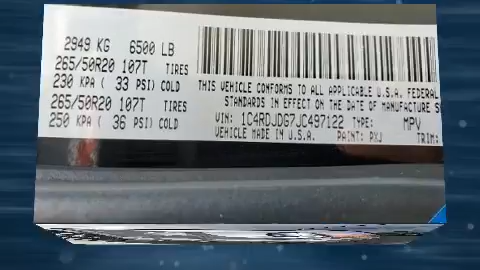 2949 KG 6500 LB
265/50R20 107T TIRES
230 KPA ( 33 PSI) COLD
265/50R20 107T TIRES
250 KPA ( 36 PSI) COLD
THIS VEHICLE CONFORMS TO ALL APPLICABLE U.S.A. FEDERAL
STANDARDS IN EFFECT ON THE DATE OF MANUFACTURE
VIN: 1C4RDJDG7JC497122 TYPE: MPV
VEHICLE MADE IN U.S.A. PAINT: PXJ TRIM: